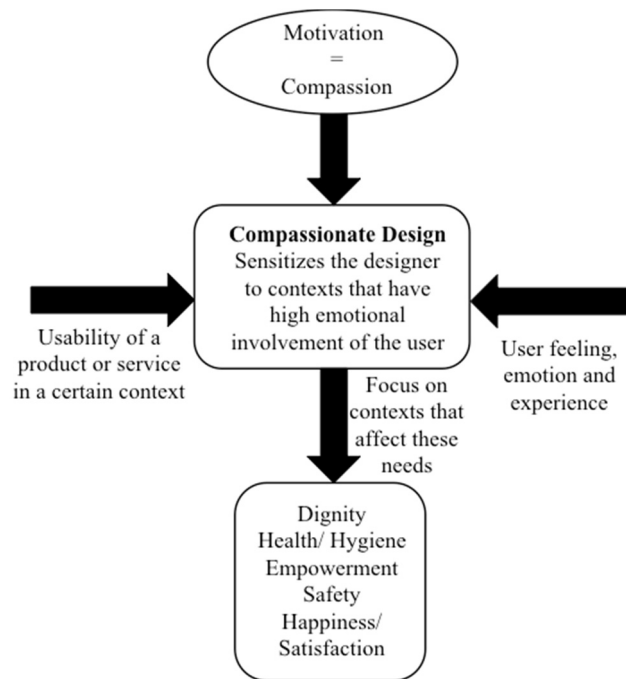 Motivation
=
Compassion
Compassionate Design
Sensitizes the designer
to contexts that have
high emotional
involvement of the user
Usability of a
product or service
in a certain context
User feeling,
emotion and
experience
Focus on
contexts that
affect these
needs
Dignity
Health/ Hygiene
Empowerment
Safety
Happiness/
Satisfaction